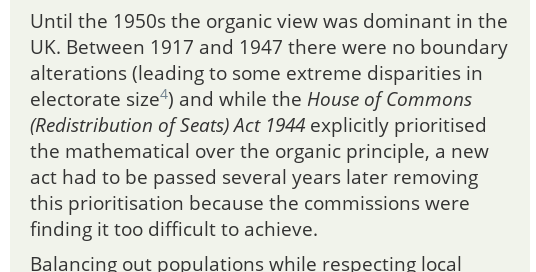 Until the 1950s the organic view was dominant in the
UK. Between 1917 and 1947 there were no boundary
alterations (leading to some extreme disparities in
electorate size4) and while the House of Commons
(Redistribution of Seats) Act 1944 explicitly prioritised
the mathematical over the organic principle, a new
act had to be passed several years later removing
this prioritisation because the commissions were
finding it too difficult to achieve.
Balancing out populations while respecting local